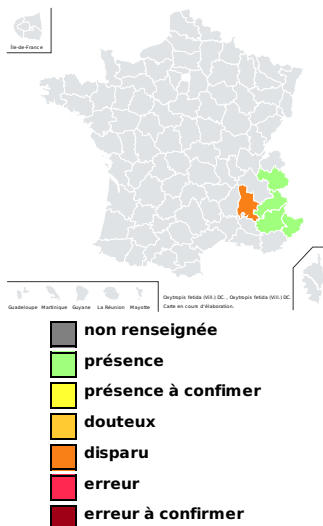 Île-de-France
Guadeloupe Martinique Guyane La Réunion Mayotte
Oxytropis fetida (Vill.) DC. , Oxytropis fetida (Vill.) DC.
Carte en cours d'élaboration.
non renseignée
présence
présence à confimer
douteux
disparu
erreur
erreur à confirmer